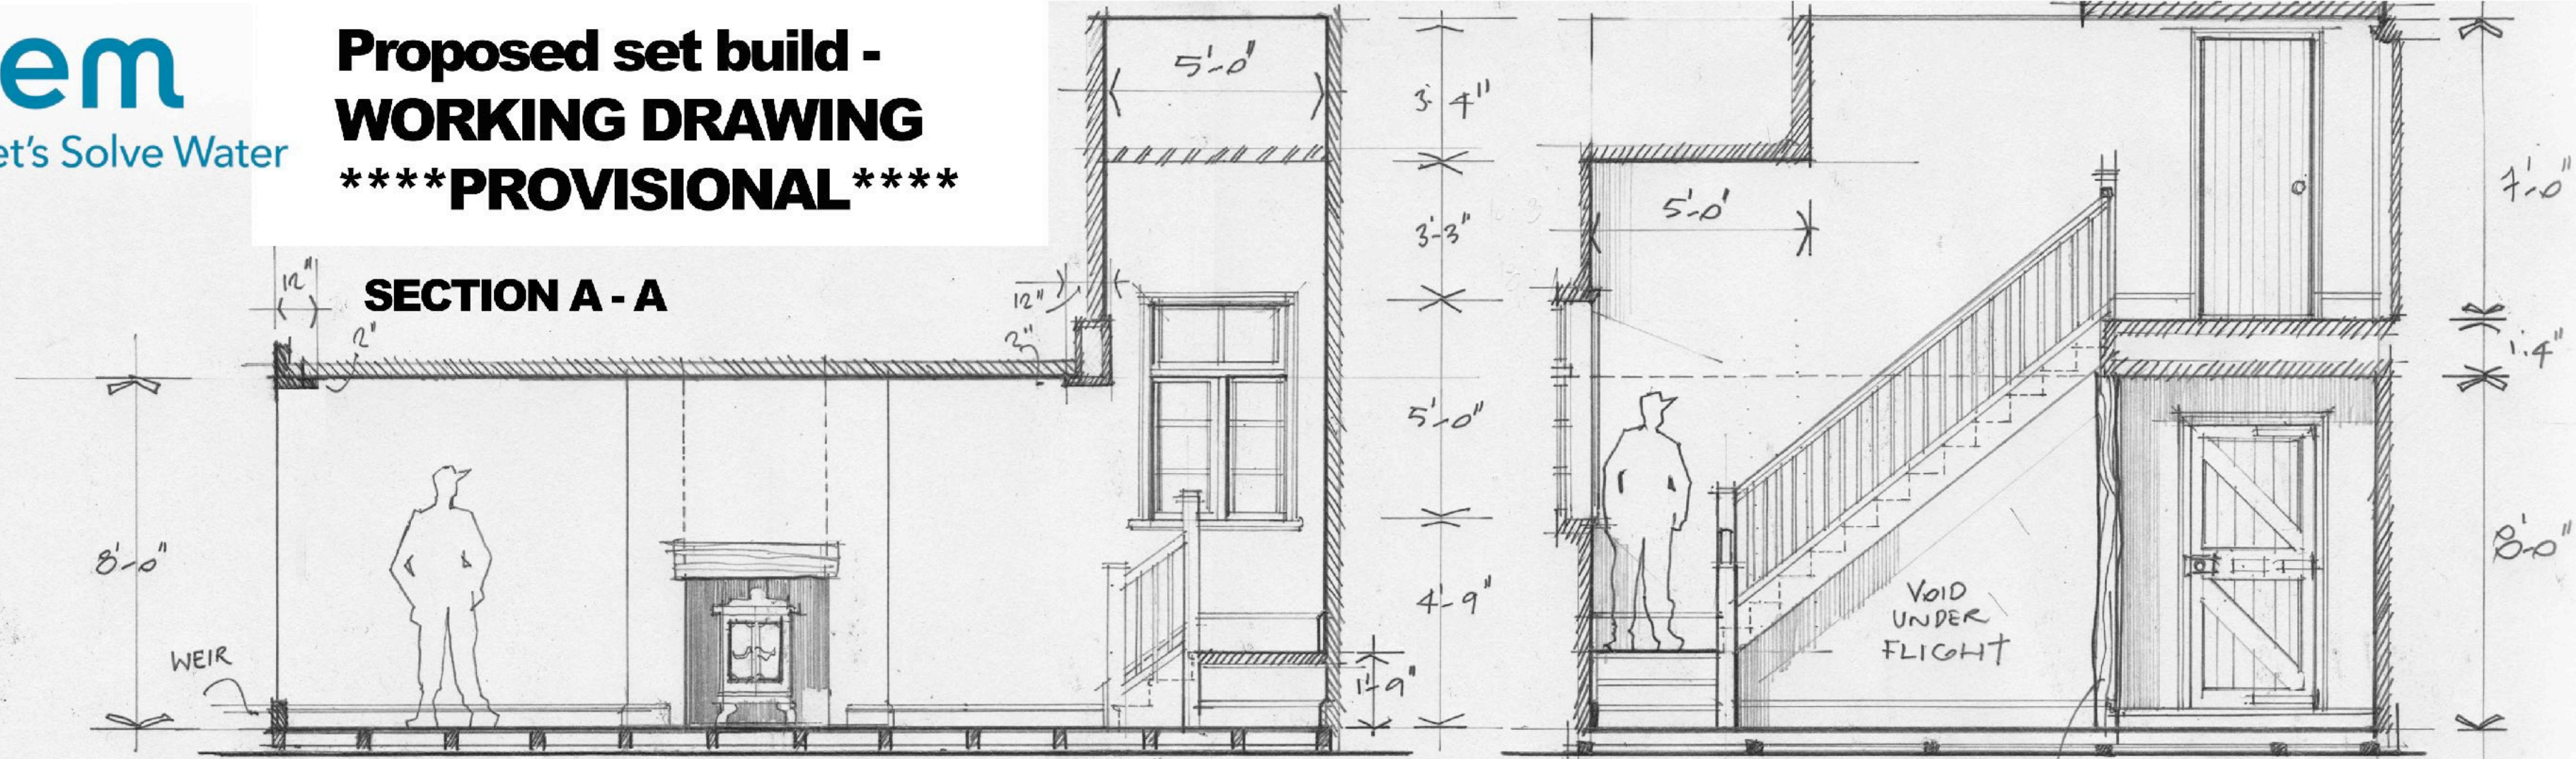 em
et's Solve Water
Proposed set build -
WORKING DRAWING
****PROVISIONAL****
SECTION A - A
12"
2"
12"
2"
5'-0"
3'4"
3'-3"
5'-0"
4'-9"
1'-9"
8'-0"
WEIR
5'-0'
VOID
UNDER
FLIGHT
7'-0"
1'.4"
8'-0"